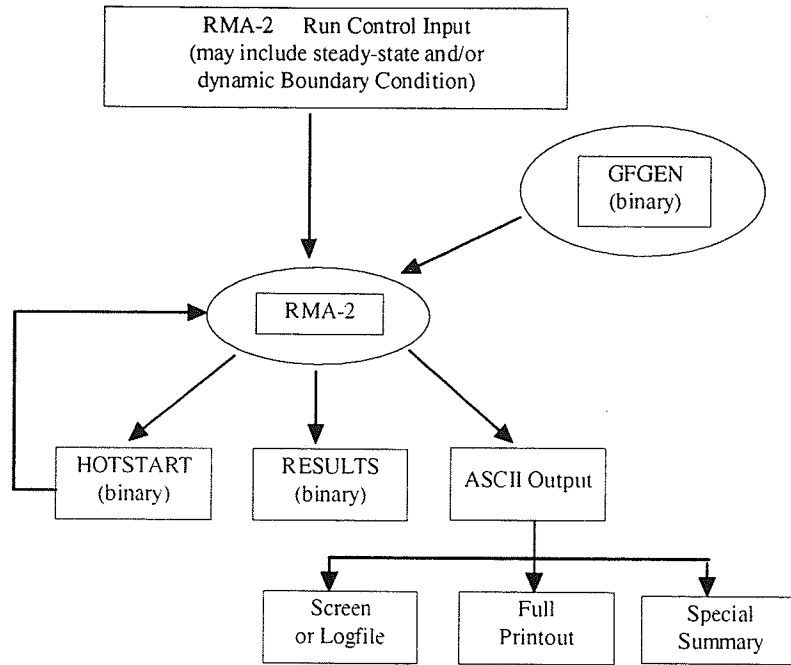 RMA-2 Run Control Input
(may include steady-state and/or
dynamic Boundary Condition)
GFGEN
(binary)
RMA-2
HOTSTART
(binary)
RESULTS
(binary)
ASCII Output
Screen
or Logfile
Full
Printout
Special
Summary